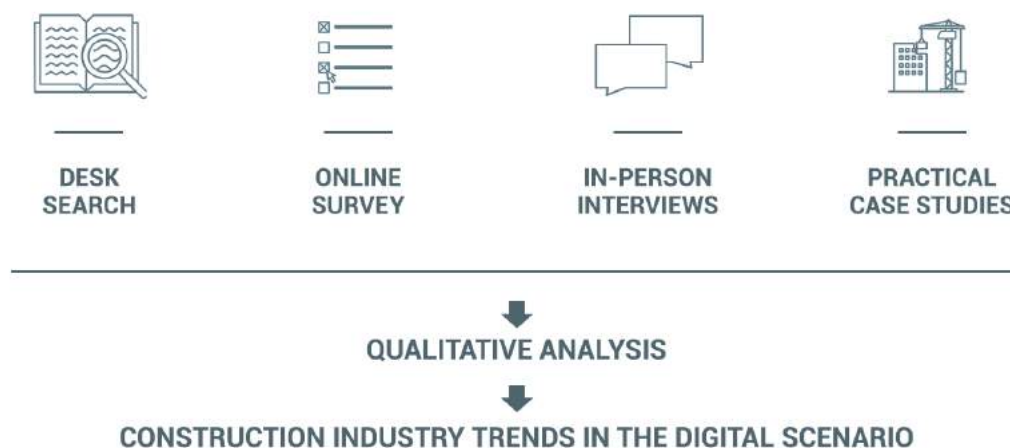 DESK
SEARCH
ONLINE
SURVEY
IN-PERSON
INTERVIEWS
PRACTICAL
CASE STUDIES
QUALITATIVE ANALYSIS
CONSTRUCTION INDUSTRY TRENDS IN THE DIGITAL SCENARIO